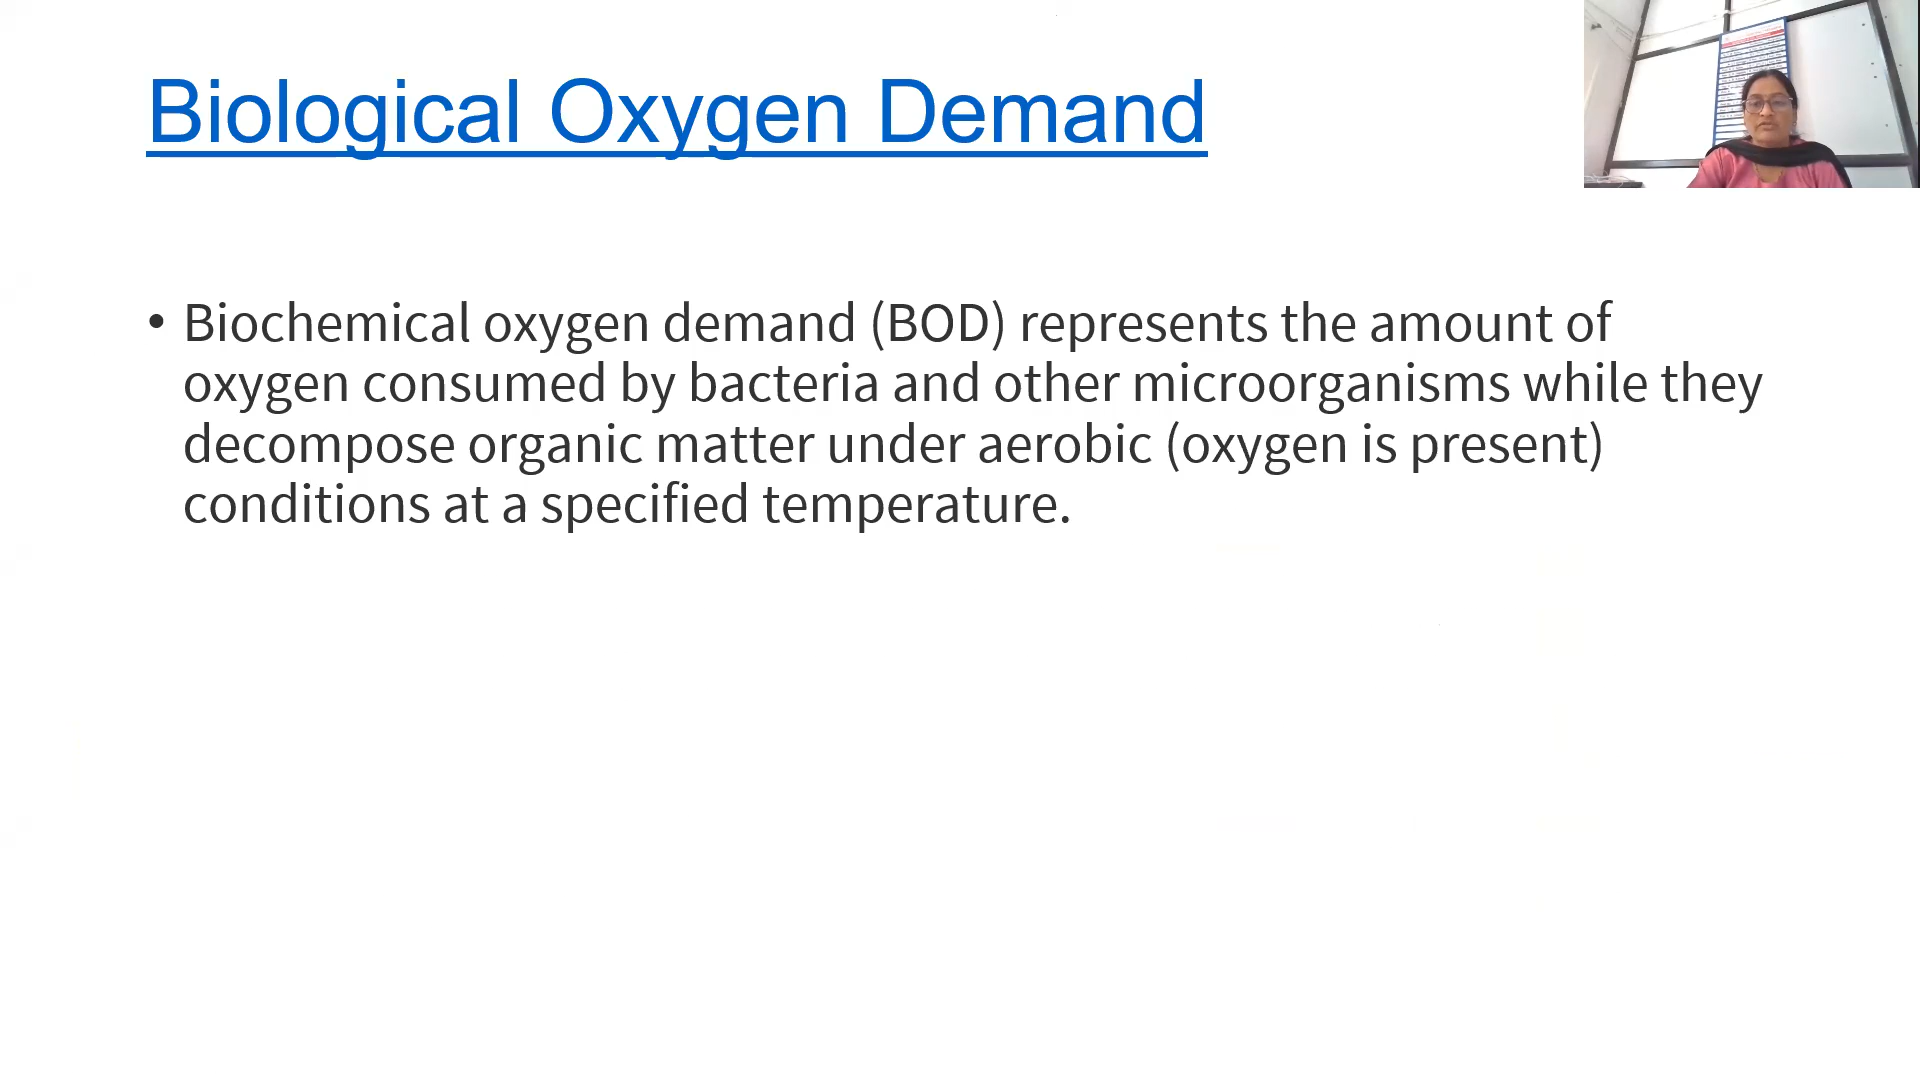 Biological Oxygen Demand
• Biochemical oxygen demand (BOD) represents the amount of
oxygen consumed by bacteria and other microorganisms while they
decompose organic matter under aerobic (oxygen is present)
conditions at a specified temperature.